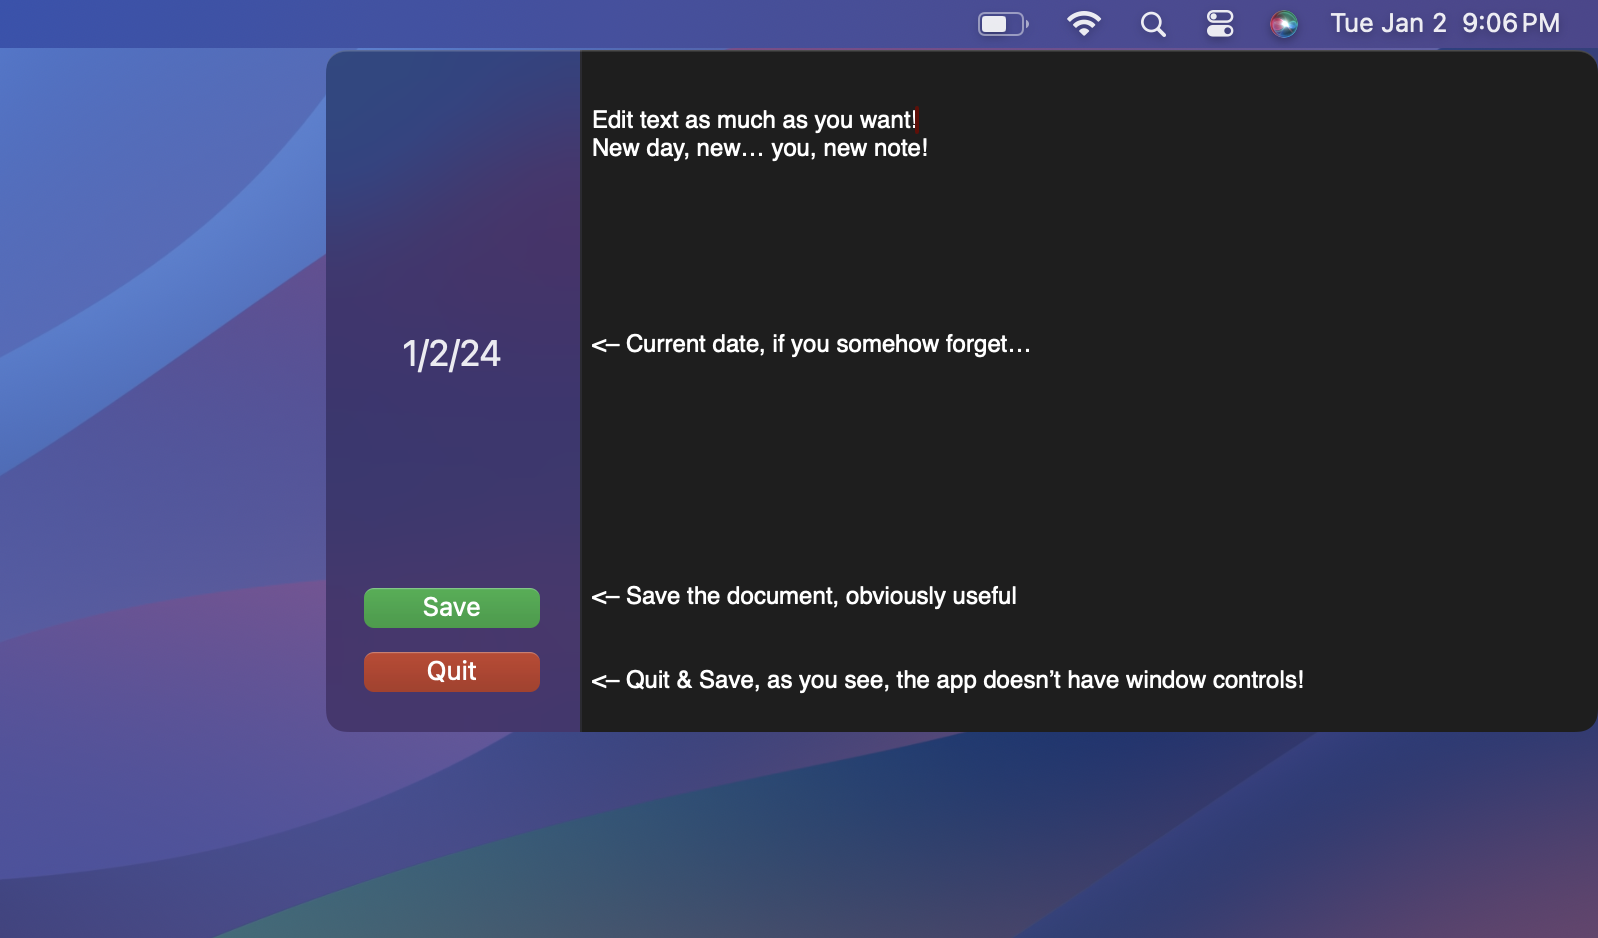 Tue Jan 2 9:06 PM
Edit text as much as you want!
New day, new… you, new note!
1/2/24
<– Current date, if you somehow forget…
Save
<– Save the document, obviously useful
Quit
<– Quit & Save, as you see, the app doesn’t have window controls!